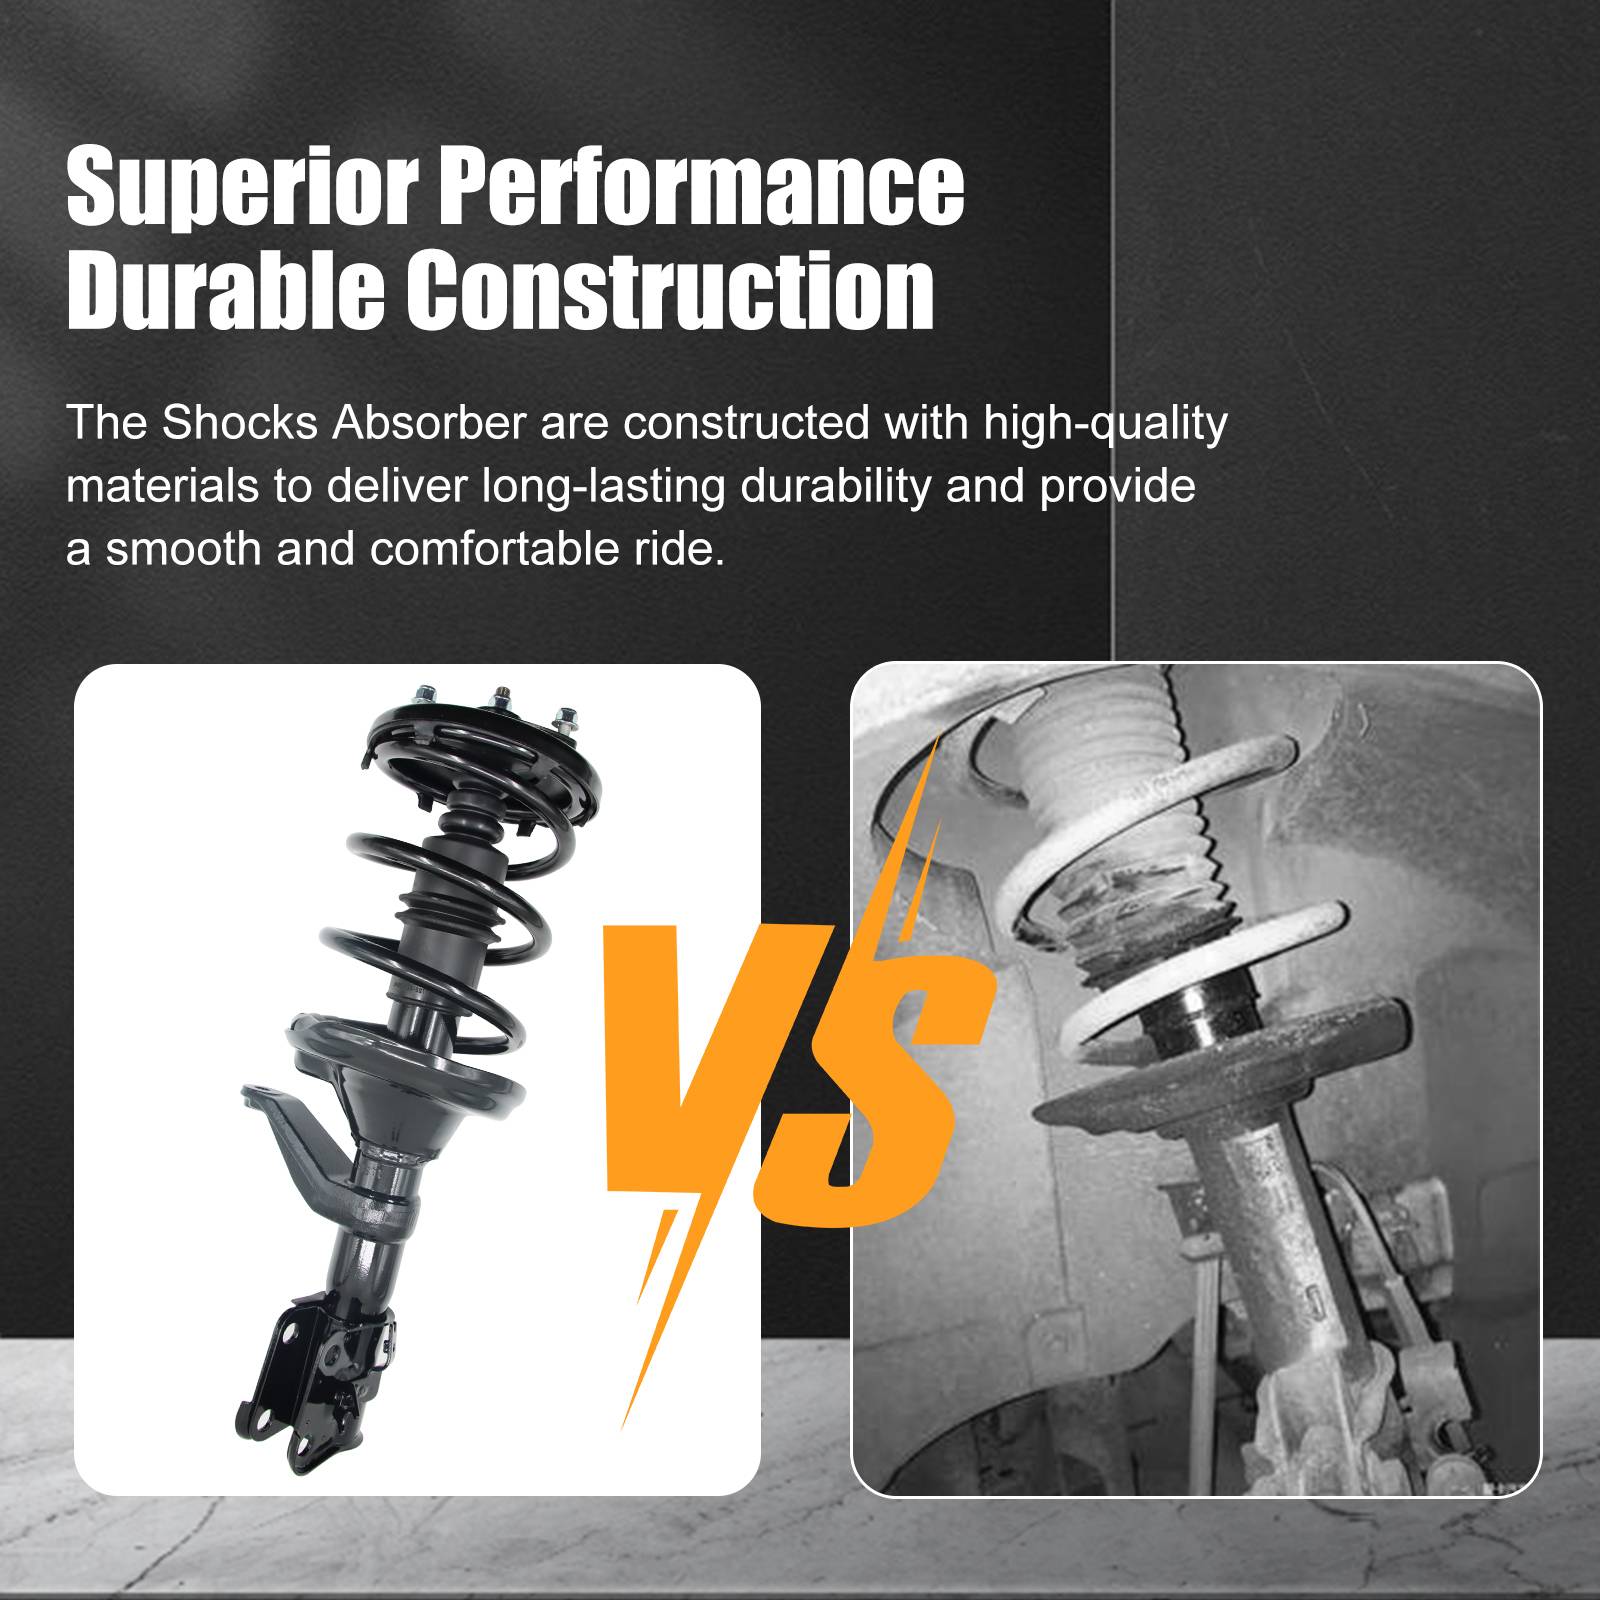 Superior Performance
Durable Construction
The Shocks Absorber are constructed with high-quality
materials to deliver long-lasting durability and provide
a smooth and comfortable ride.
VS